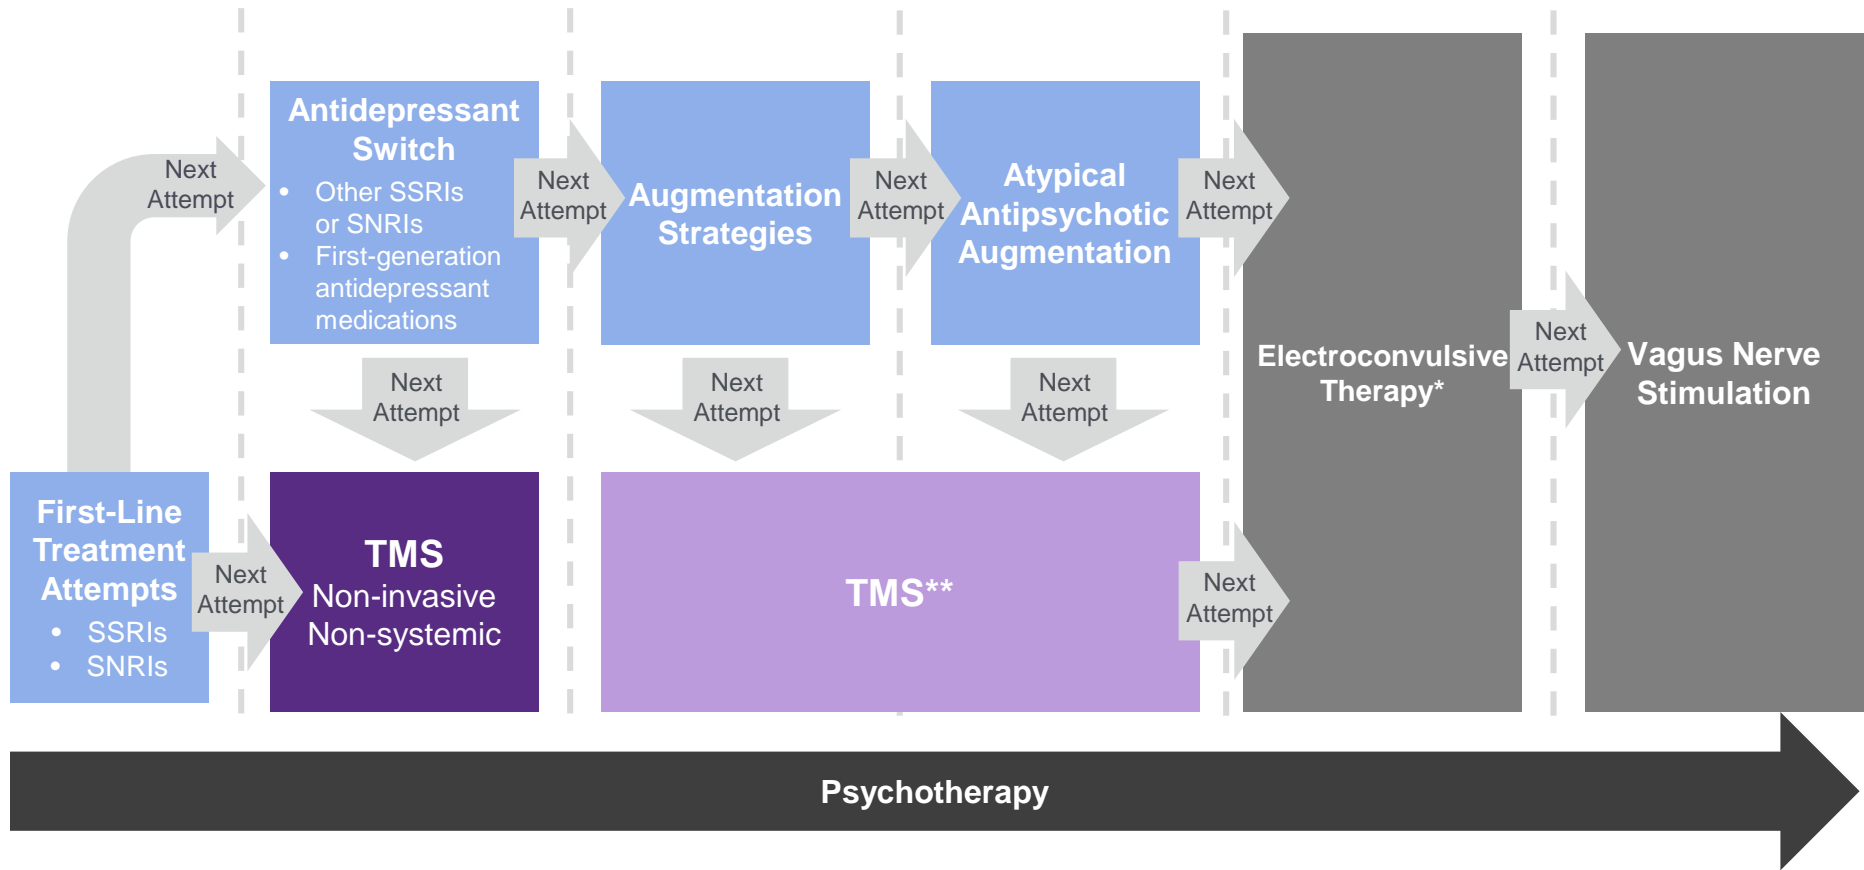 Next
Attempt
Antidepressant
Switch
• Other SSRIs
or SNRIs
• First-generation
antidepressant
medications
Next
Attempt
Augmentation
Strategies
Next
Attempt
Atypical
Antipsychotic
Augmentation
Next
Attempt
Next
Attempt
Next
Attempt
Next
Attempt
Electroconvulsive
Therapy*
Next
Attempt
Vagus Nerve
Stimulation
First-Line
Treatment
Attempts
• SSRIs
• SNRIs
Next
Attempt
TMS
Non-invasive
Non-systemic
TMS**
Next
Attempt
Psychotherapy